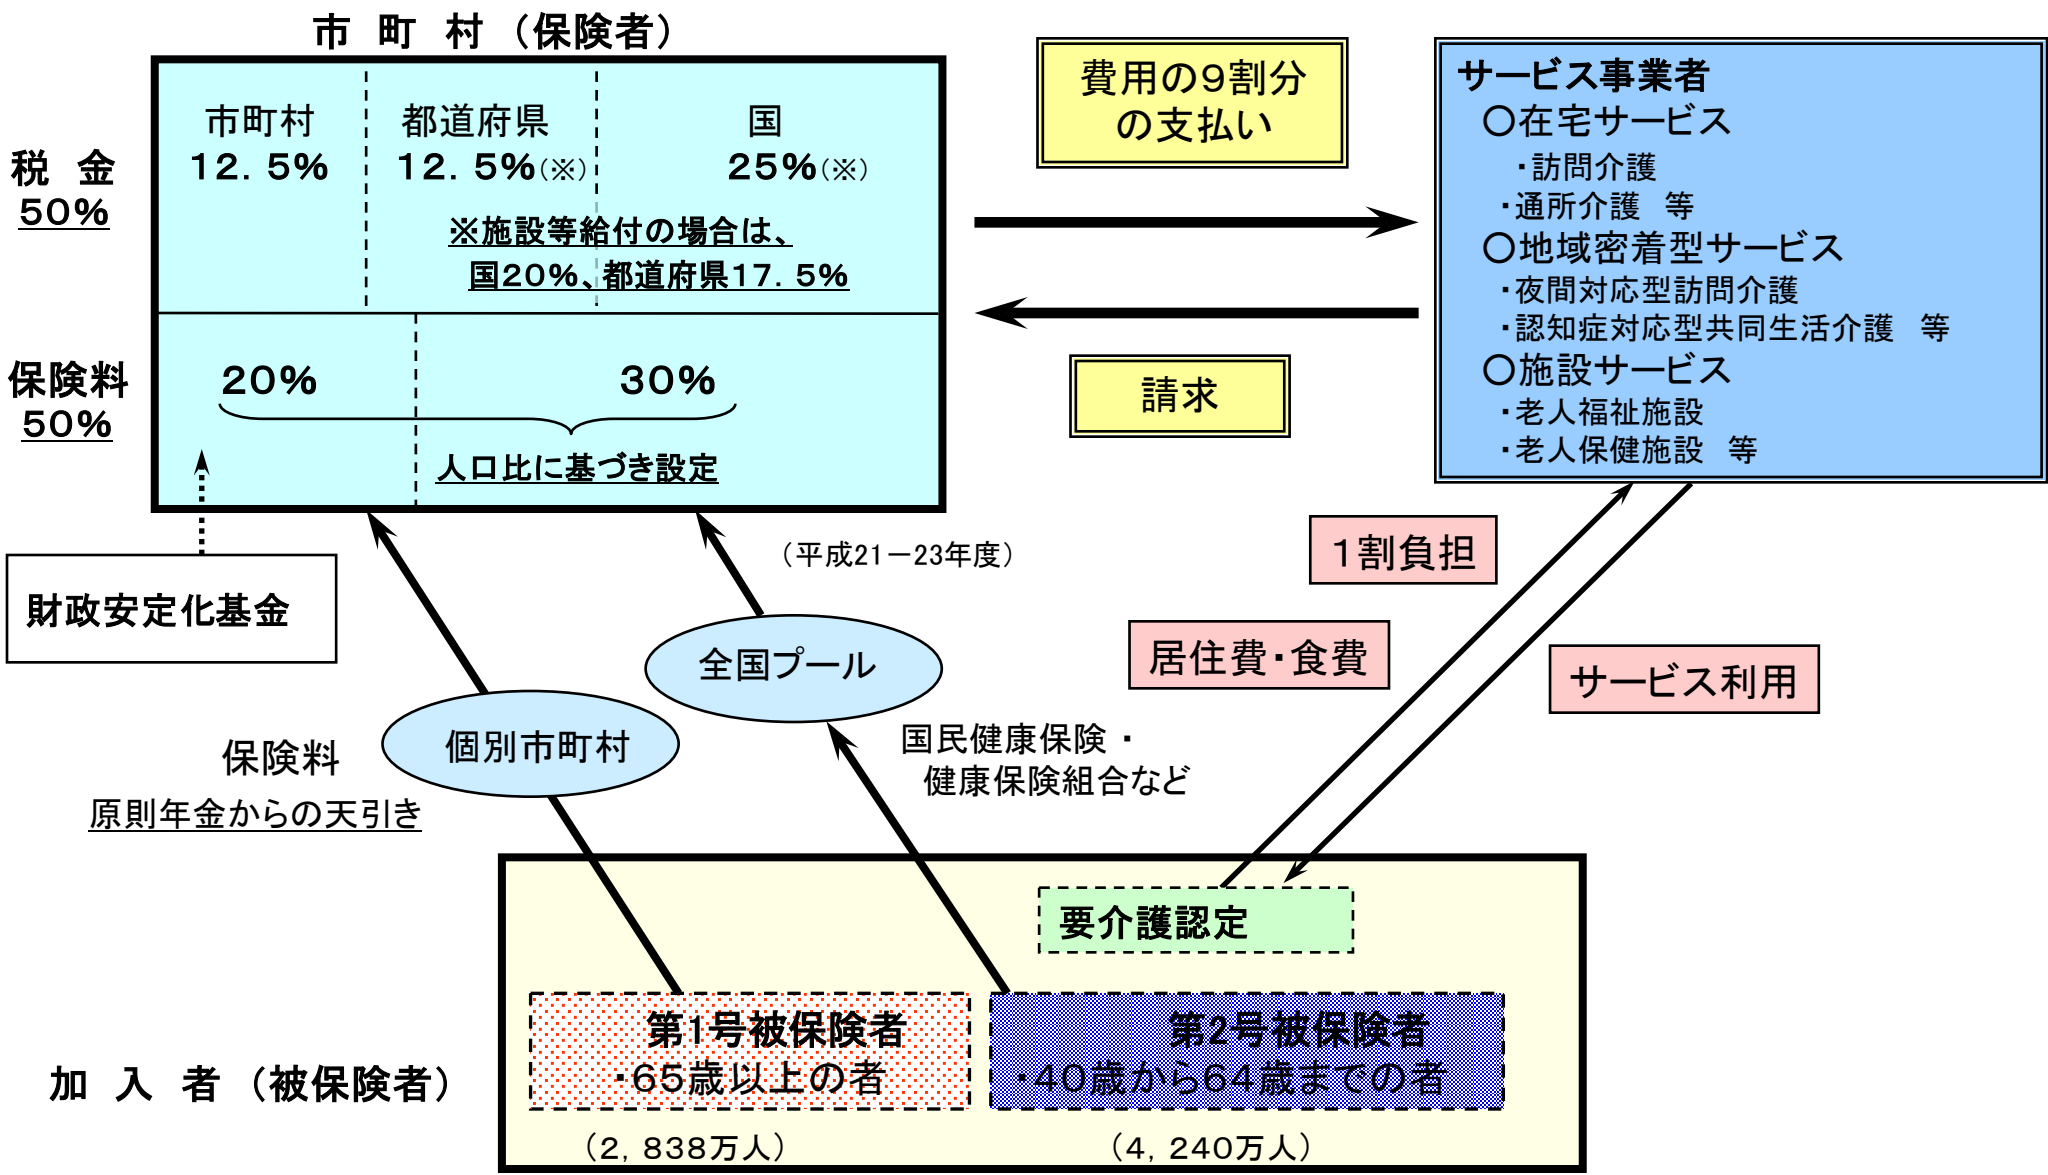 市 町 村（保険者）
税 金
５０％
市町村
１２．５％
都道府県
１２．５％（※）
国
２５％（※）
※施設等給付の場合は、
国２０％、都道府県１７．５％
保険料
５０％
２０％
３０％
人口比に基づき設定
財政安定化基金
費用の９割分
の支払い
請求
サービス事業者
○在宅サービス
・訪問介護
・通所介護　等
○地域密着型サービス
・夜間対応型訪問介護
・認知症対応型共同生活介護　等
○施設サービス
・老人福祉施設
・老人保健施設　等
（平成21－23年度）
１割負担
居住費・食費
サービス利用
全国プール
個別市町村
保険料
原則年金からの天引き
国民健康保険・
健康保険組合など
要介護認定
加 入 者（被保険者）
第1号被保険者
・６５歳以上の者
（２，８３８万人）
第2号被保険者
・４０歳から６４歳までの者
（４，２４０万人）